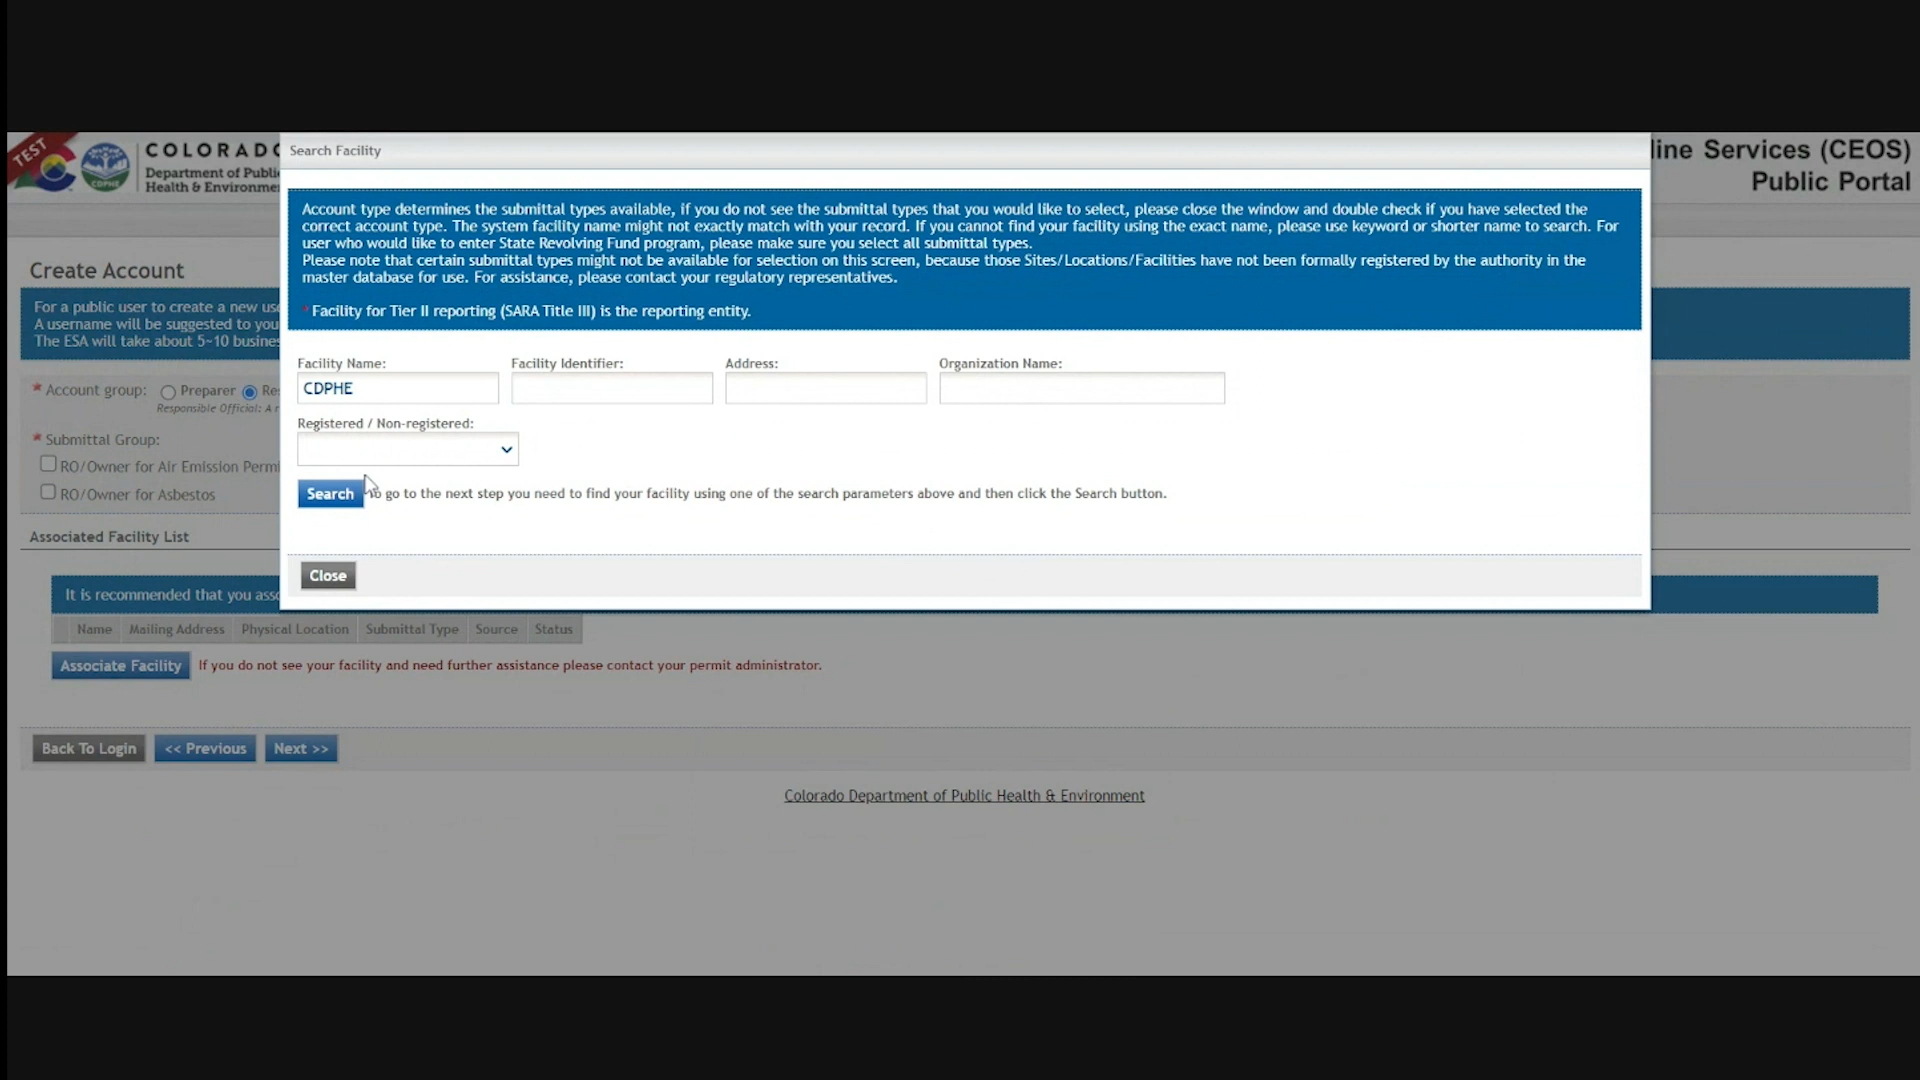 TEST
CDPHE
COLORADO
Department of Publi
Health & Environme
Search Facility
line Services (CEOS)
Public Portal
Account type determines the submittal types available, if you do not see the submittal types that you would like to select, please close the window and double check if you have selected the
correct account type. The system facility name might not exactly match with your record. If you cannot find your facility using the exact name, please use keyword or shorter name to search. For
user who would like to enter State Revolving Fund program, please make sure you select all submittal types.
Please note that certain submittal types might not be available for selection on this screen, because those Sites/Locations/Facilities have not been formally registered by the authority in the
master database for use. For assistance, please contact your regulatory representatives.
* Facility for Tier II reporting (SARA Title III) is the reporting entity.
Create Account
For a public user to create a new use
A username will be suggested to you
The ESA will take about 5~10 busine
Facility Name: Facility Identifier: Address: Organization Name:
CDPHE
* Account group: Preparer Re
Responsible Official: A r
Registered / Non-registered:
* Submittal Group:
RO/Owner for Air Emission Permi
RO/Owner for Asbestos
Search To go to the next step you need to find your facility using one of the search parameters above and then click the Search button.
Associated Facility List
Close
It is recommended that you asso
Name Mailing Address Physical Location Submittal Type Source Status
Associate Facility If you do not see your facility and need further assistance please contact your permit administrator.
Back To Login << Previous Next >>
Colorado Department of Public Health & Environment